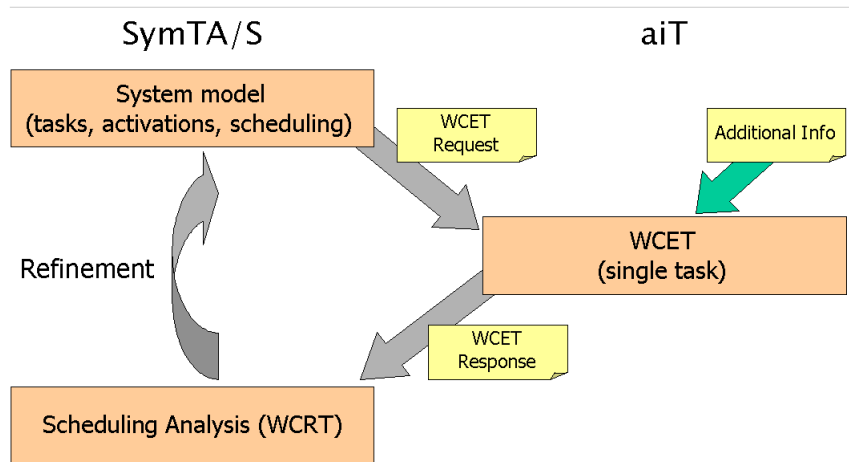 SymTA/S
aiT
System model
(tasks, activations, scheduling)
WCET
Request
Additional Info
WCET
(single task)
Refinement
WCET
Response
Scheduling Analysis (WCRT)